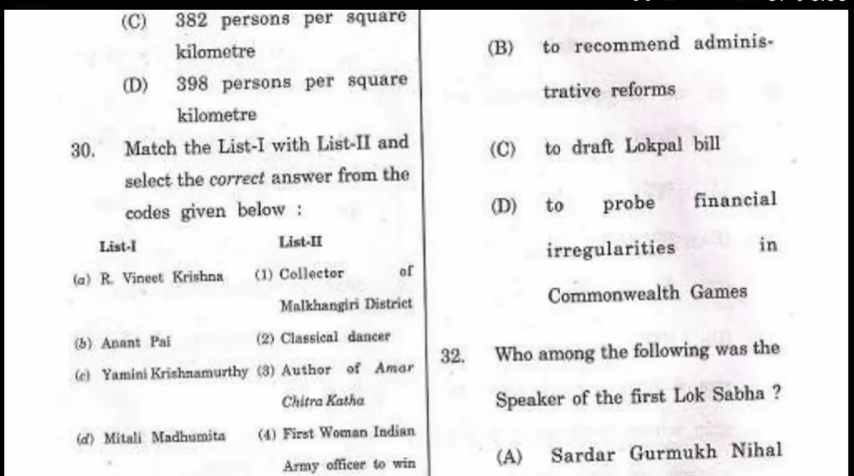 (C) 382 persons per square
kilometre
(D) 398 persons per square
kilometre
30. Match the List-I with List-II and
select the correct answer from the
codes given below :
List-I List-II
(a) R. Vineet Krishna (1) Collector of
Malkhangiri District
(b) Anant Pai (2) Classical dancer
(c) Yamini Krishnamurthy (3) Author of Amar
Chitra Katha
(d) Mitali Madhumita (4) First Woman Indian
Army officer to win
(B) to recommend adminis-
trative reforms
(C) to draft Lokpal bill
(D) to probe financial
irregularities in
Commonwealth Games
32. Who among the following was the
Speaker of the first Lok Sabha ?
(A) Sardar Gurmukh Nihal